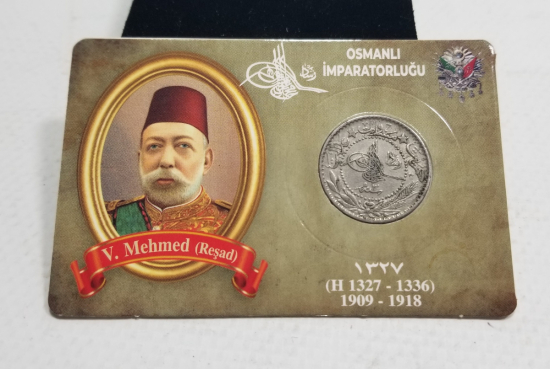 OSMANLI
İMPARATORLUĞU
V. Mehmed (Reşad)
١٣٢٧
(H 1327 - 1336)
1909 - 1918